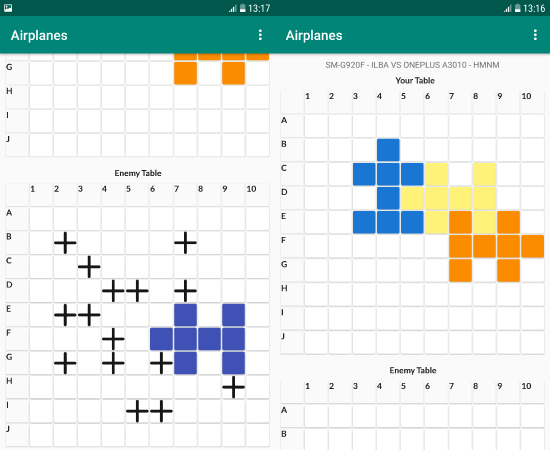 13:17
Airplanes
G
H
I
J
Enemy Table
1 2 3 4 5 6 7 8 9 10
A
B
C
D
E
F
G
H
I
J
13:16
Airplanes
SM-G920F - ILBA VS ONEPLUS A3010 - HMNM
Your Table
1 2 3 4 5 6 7 8 9 10
A
B
C
D
E
F
G
H
I
J
Enemy Table
1 2 3 4 5 6 7 8 9 10
A
B